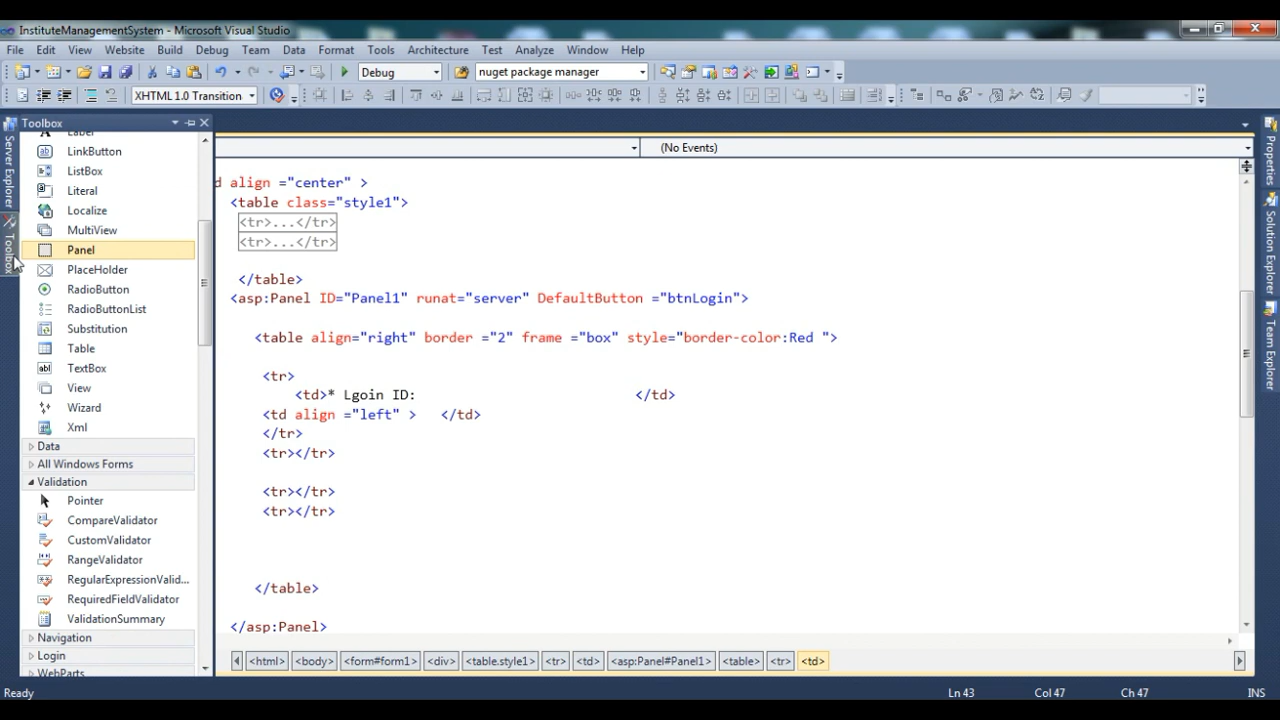 InstituteManagementSystem - Microsoft Visual Studio
File Edit View Website Build Debug Team Data Format Tools Architecture Test Analyze Window Help
Debug nuget package manager
XHTML 1.0 Transition
Toolbox
Server Explorer
Toolbox
Label
LinkButton
ListBox
Literal
Localize
MultiView
Panel
PlaceHolder
RadioButton
RadioButtonList
Substitution
Table
TextBox
View
Wizard
Xml
Data
All Windows Forms
Validation
Pointer
CompareValidator
CustomValidator
RangeValidator
RegularExpressionValid...
RequiredFieldValidator
ValidationSummary
Navigation
Login
WebParts
(No Events)
d align ="center" >
<table class="style1">
<tr>...</tr>
<tr>...</tr>
</table>
<asp:Panel ID="Panel1" runat="server" DefaultButton ="btnLogin">
<table align="right" border ="2" frame ="box" style="border-color:Red ">
<tr>
<td>* Lgoin ID: </td>
<td align ="left" > </td>
</tr>
<tr></tr>
<tr></tr>
<tr></tr>
</table>
</asp:Panel>
<html> <body> <form#form1> <div> <table.style1> <tr> <td> <asp:Panel#Panel1> <table> <tr> <td>
Properties
Solution Explorer
Team Explorer
Ready Ln 43 Col 47 Ch 47 INS